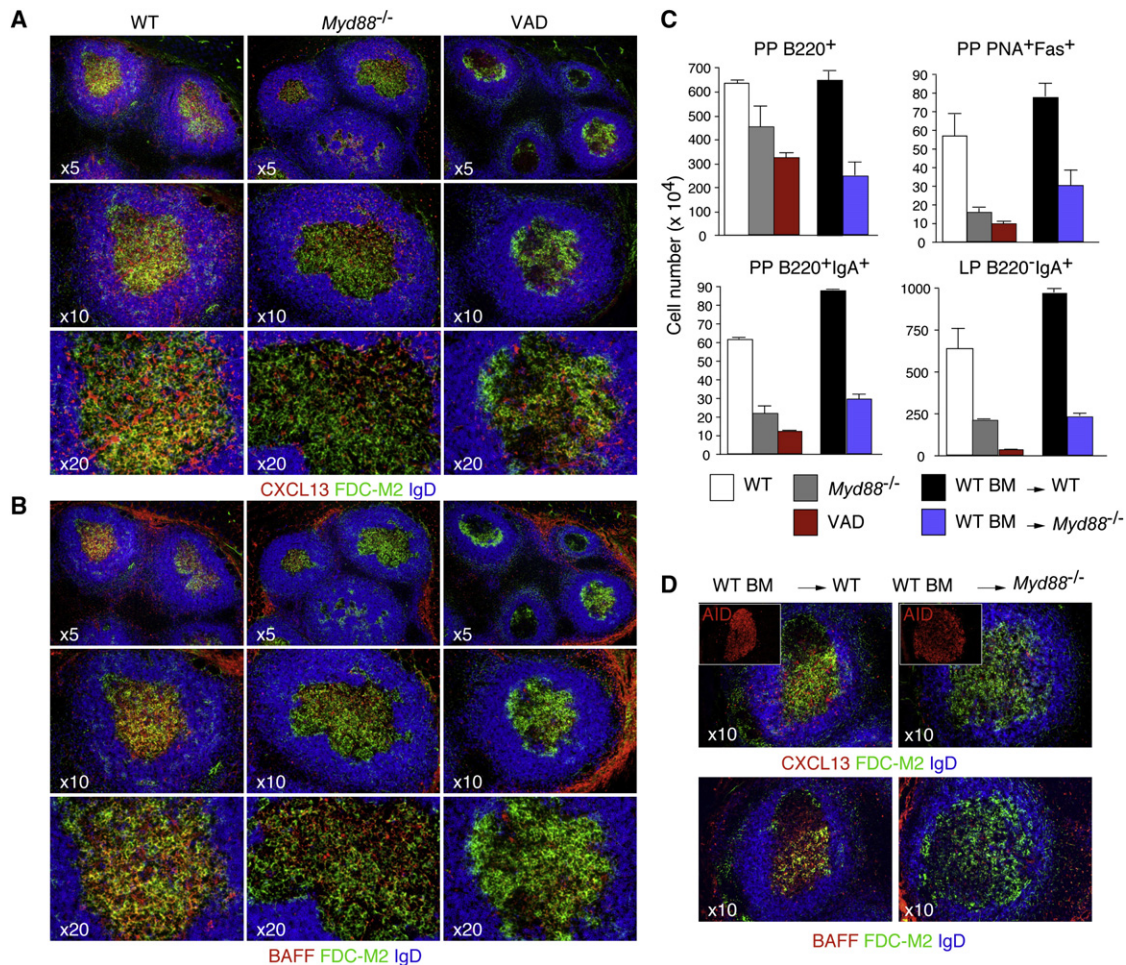 A
WT Myd88-/- VAD
x5 x5 x5
x10 x10 x10
x20 x20 x20
CXCL13 FDC-M2 IgD
B
x5 x5 x5
x10 x10 x10
x20 x20 x20
BAFF FDC-M2 IgD
C
PP B220+ PP PNA+Fas+
700 90
600 80
500 70
400 60
300 50
200 40
100 30
0 20
10
0
Cell number (x 10⁴)
PP B220+IgA+ LP B220-IgA+
90 1000
80 750
70 500
60 250
50 0
40
30
20
10
0
WT Myd88-/- WT BM → WT
VAD WT BM → Myd88-/-
D
WT BM → WT WT BM → Myd88-/-
AID AID
x10 x10
CXCL13 FDC-M2 IgD
x10 x10
BAFF FDC-M2 IgD